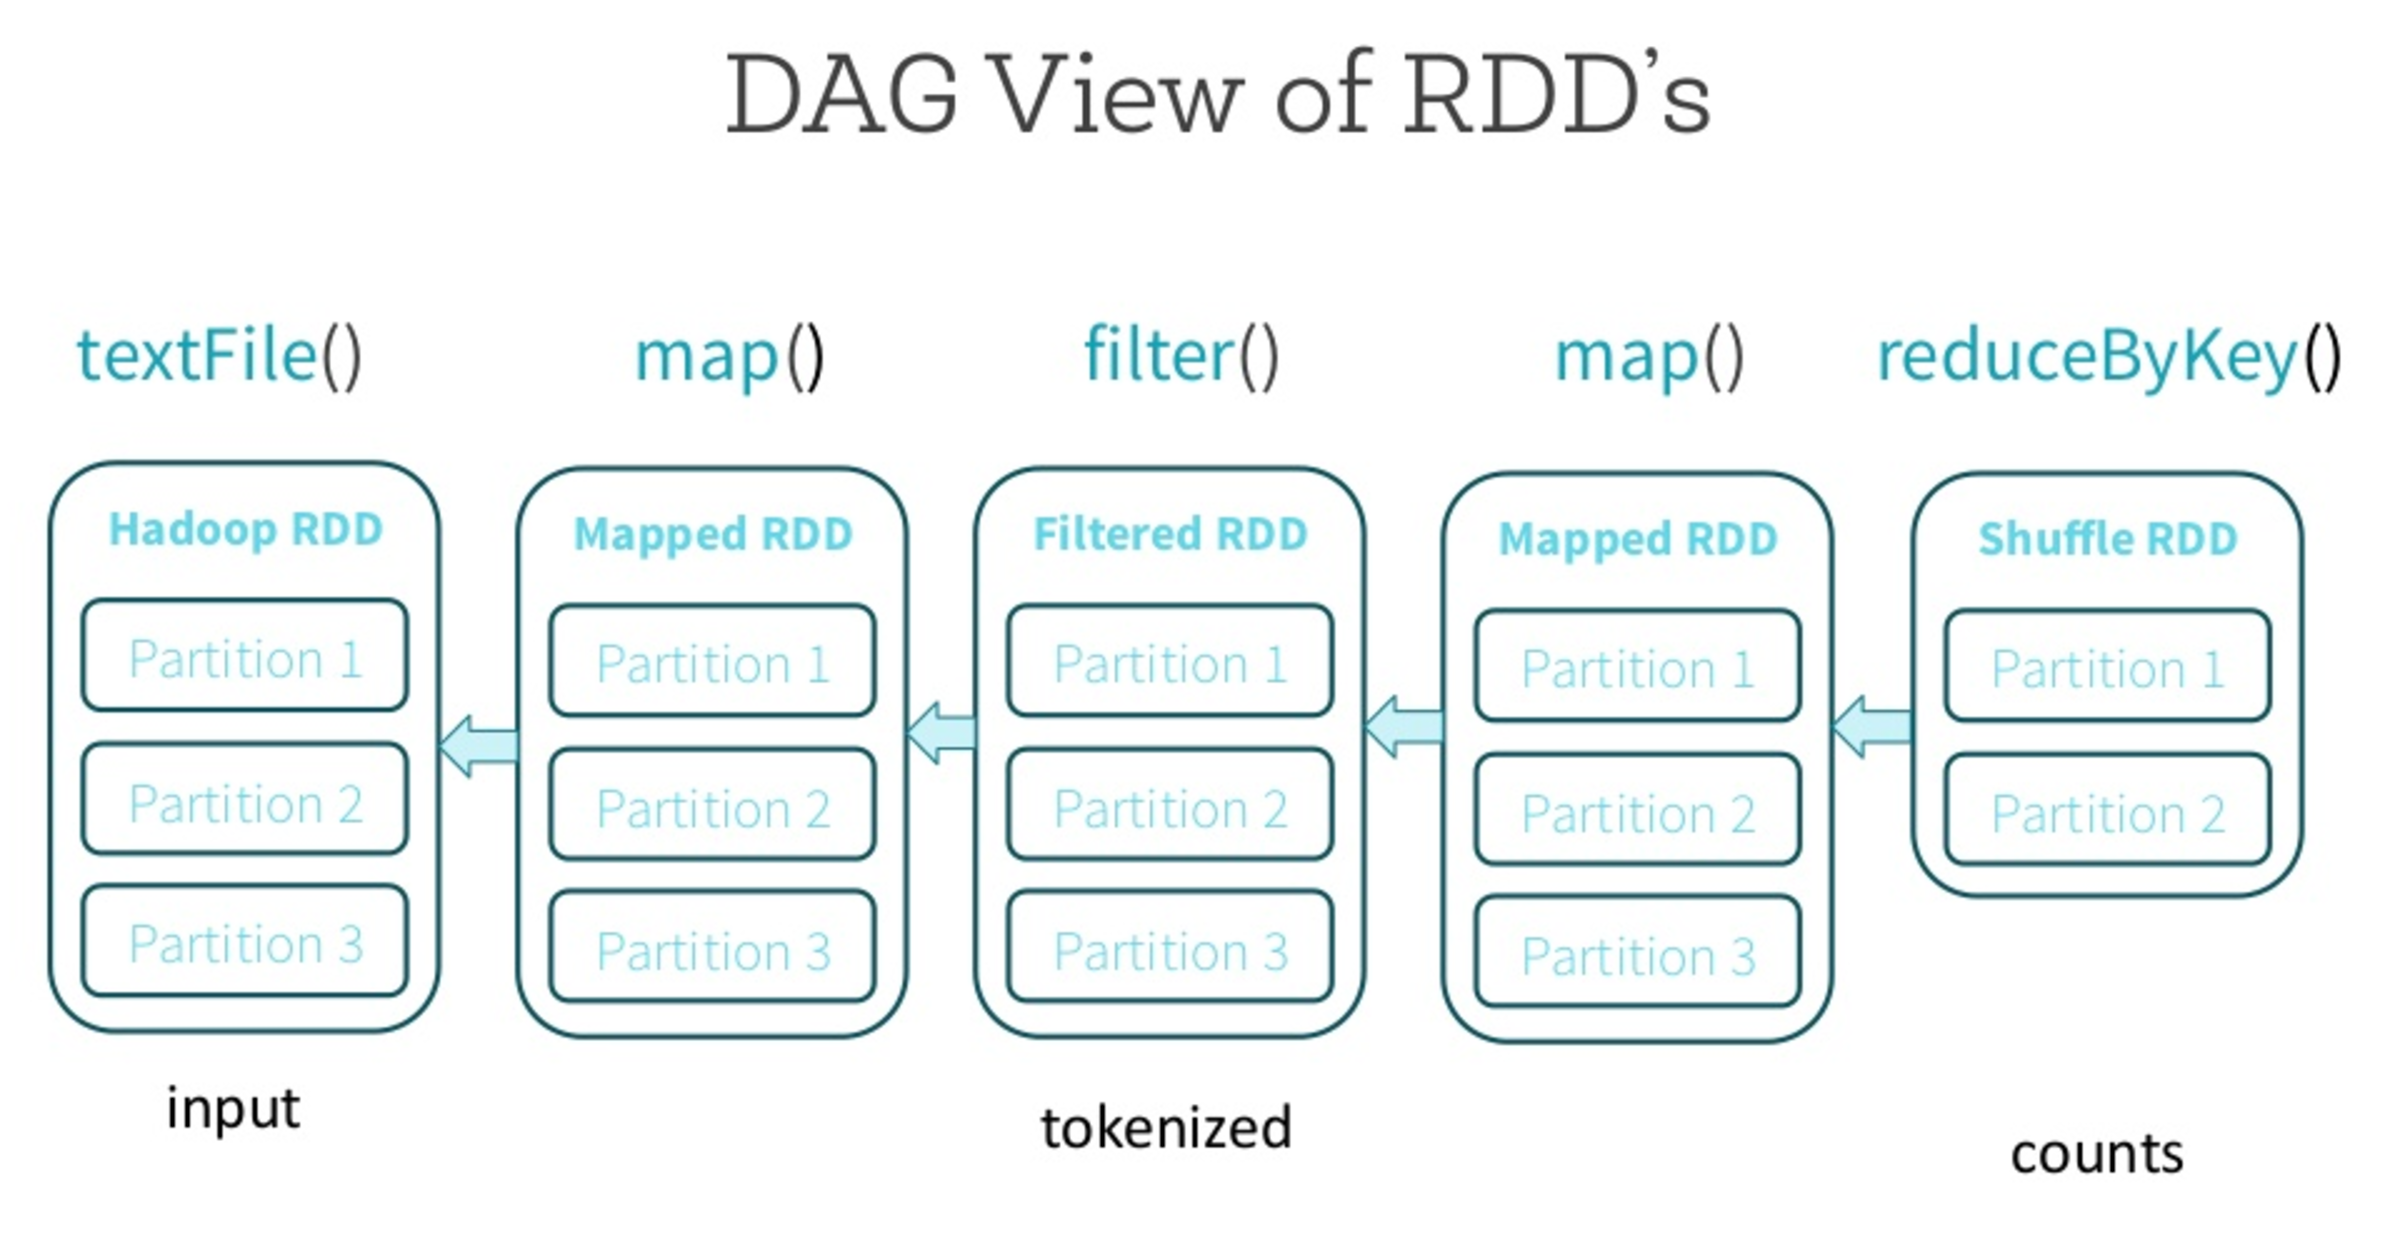 DAG View of RDD’s
textFile()
map()
filter()
map()
reduceByKey()
Hadoop RDD
Partition 1
Partition 2
Partition 3
input
Mapped RDD
Partition 1
Partition 2
Partition 3
Filtered RDD
Partition 1
Partition 2
Partition 3
tokenized
Mapped RDD
Partition 1
Partition 2
Partition 3
Shuffle RDD
Partition 1
Partition 2
counts